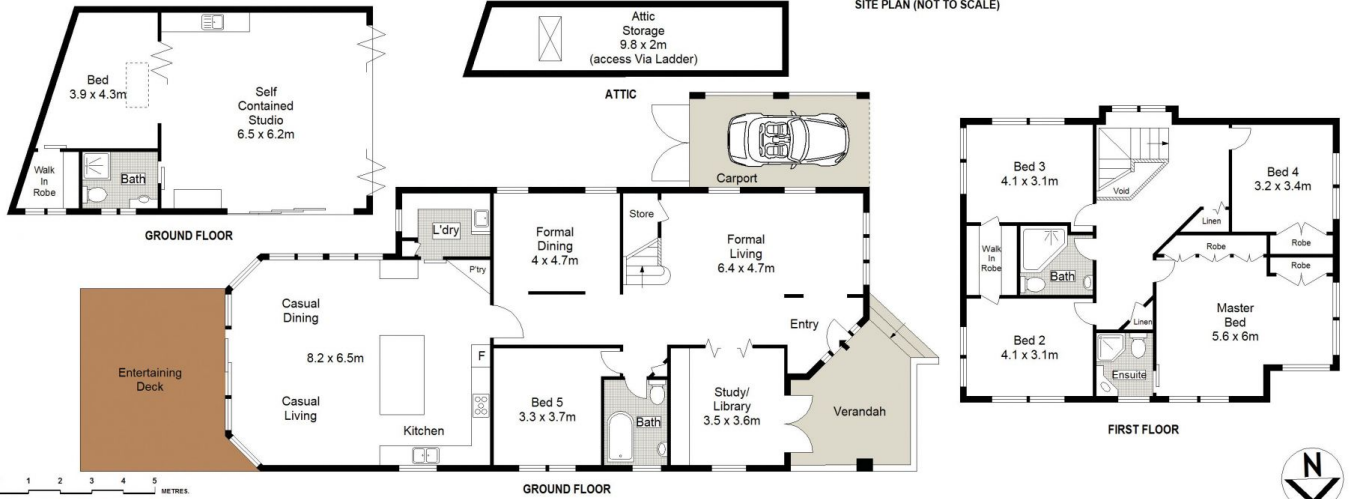 SITE PLAN (NOT TO SCALE)
Bed
3.9 x 4.3m
Self
Contained
Studio
6.5 x 6.2m
Walk
In
Robe
Bath
GROUND FLOOR
Attic
Storage
9.8 x 2m
(access Via Ladder)
ATTIC
Carport
L'dry
Formal
Dining
4 x 4.7m
Store
Formal
Living
6.4 x 4.7m
P'try
Casual
Dining
8.2 x 6.5m
Casual
Living
Kitchen
F
Entertaining
Deck
Entry
Bed 5
3.3 x 3.7m
Bath
Study/
Library
3.5 x 3.6m
Verandah
GROUND FLOOR
1 2 3 4 5
METRES.
Bed 3
4.1 x 3.1m
Void
Bed 4
3.2 x 3.4m
Linen
Robe
Robe
Robe
Walk
In
Robe
Bath
Master
Bed
5.6 x 6m
Linen
Bed 2
4.1 x 3.1m
Ensuite
FIRST FLOOR
N